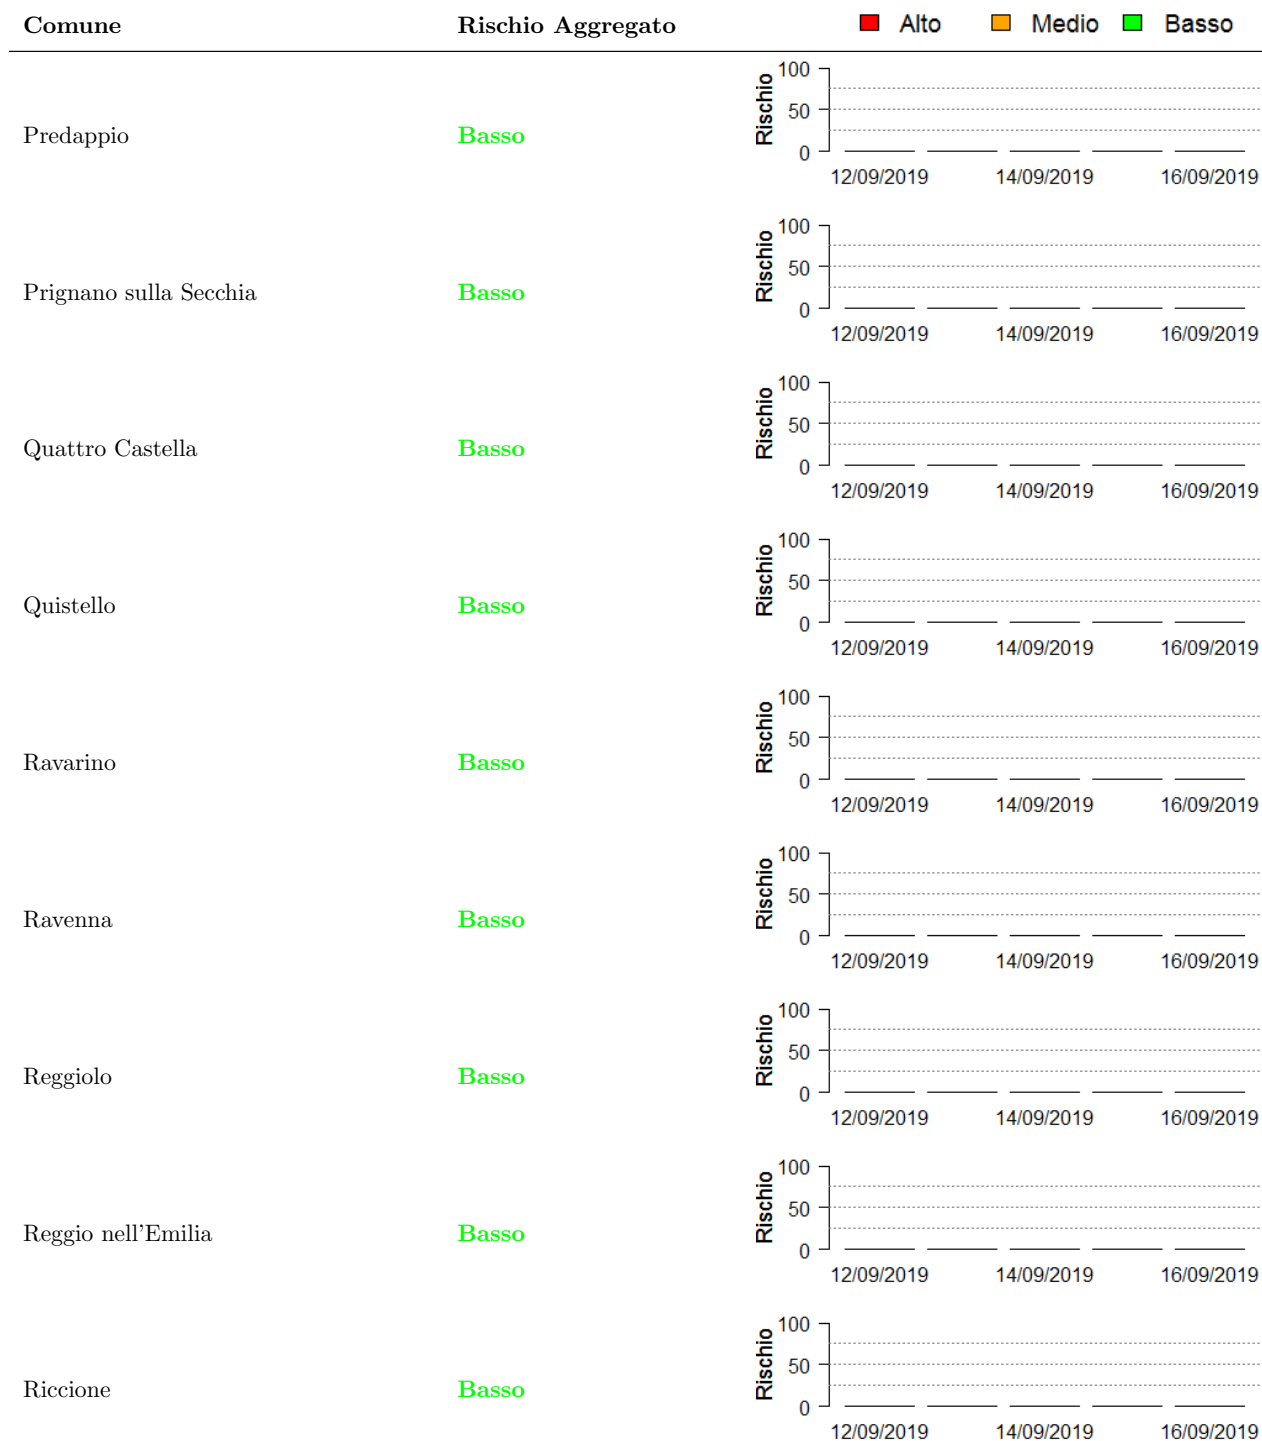 Comune Rischio Aggregato Alto Medio Basso
100
Rischio
50
Predappio Basso
0
12/09/2019 14/09/2019 16/09/2019
100
Rischio
50
Prignano sulla Secchia Basso
0
12/09/2019 14/09/2019 16/09/2019
100
Rischio
50
Quattro Castella Basso
0
12/09/2019 14/09/2019 16/09/2019
100
Rischio
50
Quistello Basso
0
12/09/2019 14/09/2019 16/09/2019
100
Rischio
50
Ravarino Basso
0
12/09/2019 14/09/2019 16/09/2019
100
Rischio
50
Ravenna Basso
0
12/09/2019 14/09/2019 16/09/2019
100
Rischio
50
Reggiolo Basso
0
12/09/2019 14/09/2019 16/09/2019
100
Rischio
50
Reggio nell'Emilia Basso
0
12/09/2019 14/09/2019 16/09/2019
100
Rischio
50
Riccione Basso
0
12/09/2019 14/09/2019 16/09/2019